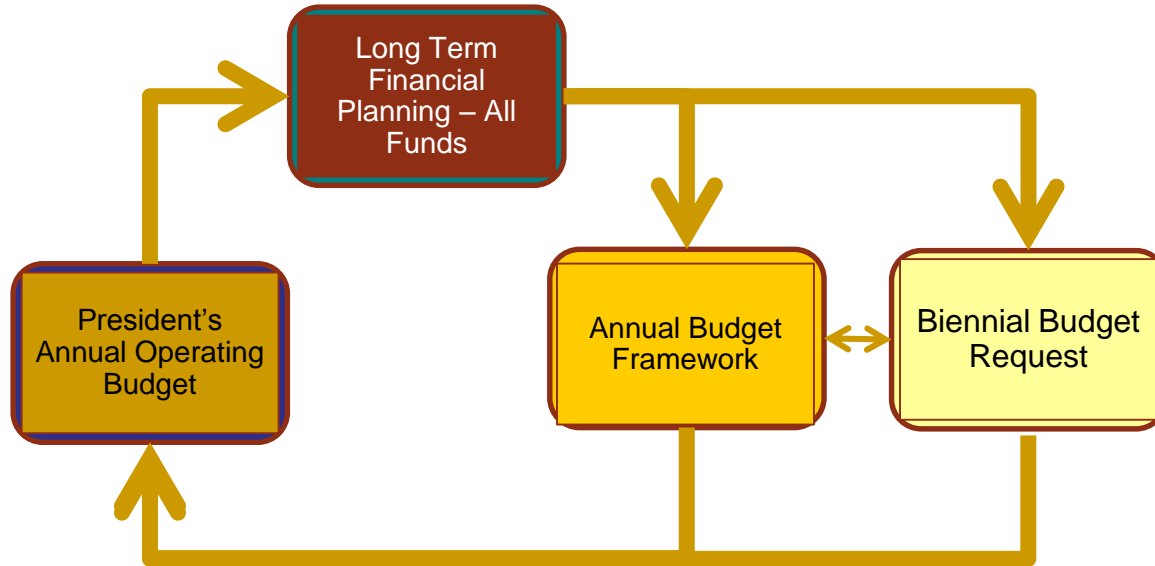 Long Term
Financial
Planning – All
Funds
President’s
Annual Operating
Budget
Annual Budget
Framework
Biennial Budget
Request